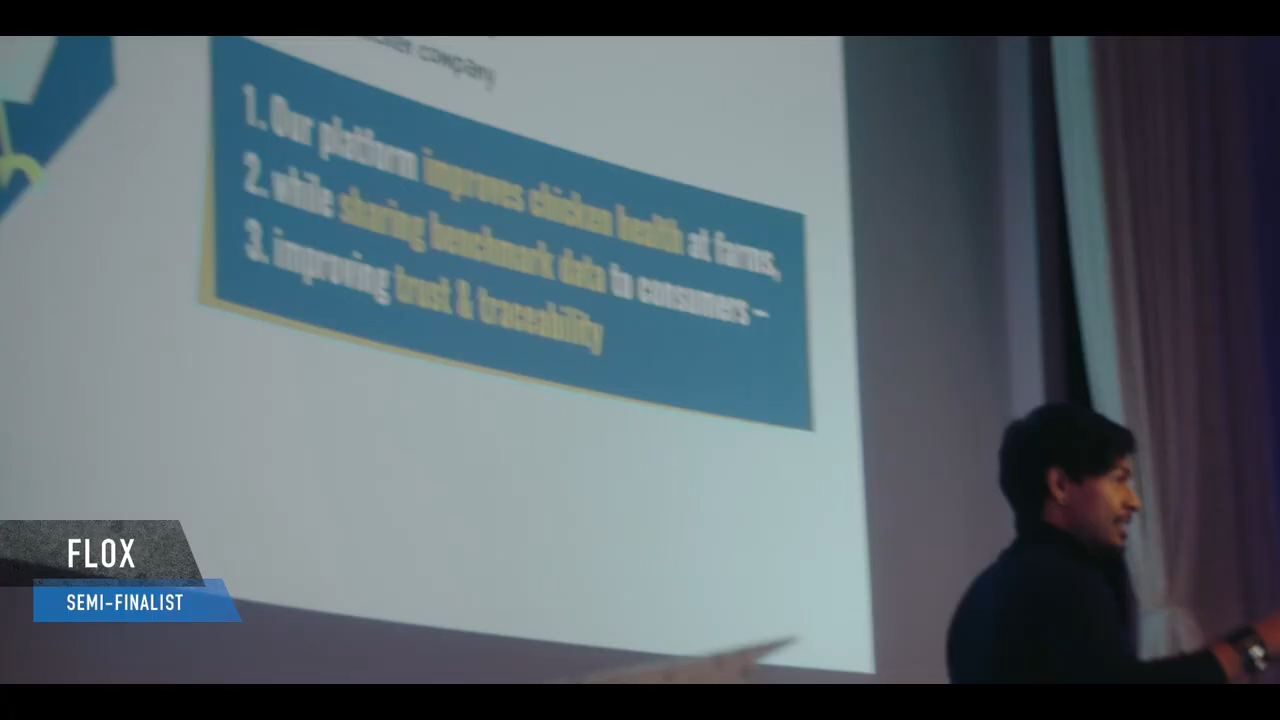 company
1. Our platform improves chicken health at farms,
2. while sharing benchmark data to consumers –
3. improving trust & traceability
FLOX
SEMI-FINALIST